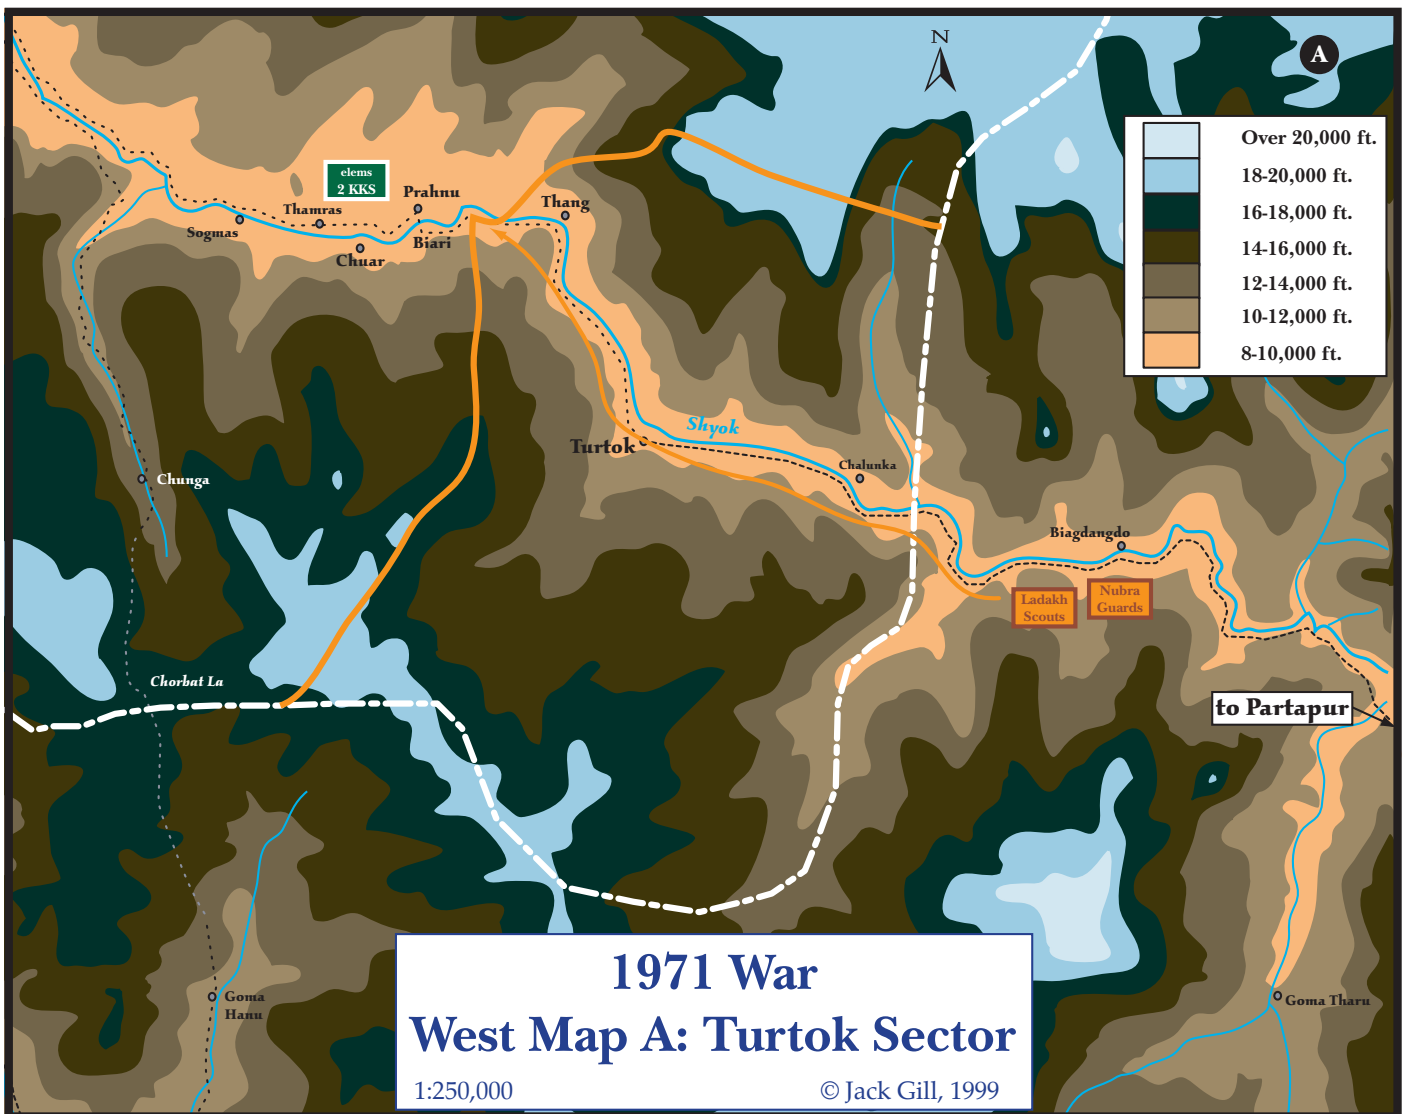 N
A
Over 20,000 ft.
18-20,000 ft.
16-18,000 ft.
14-16,000 ft.
12-14,000 ft.
10-12,000 ft.
8-10,000 ft.
elems
2 KKS
Prahnu
Thamras
Thang
Sogmas
Biari
Chuar
Shyok
Turtok
Chalunka
Chunga
Biagdangdo
Ladakh
Scouts
Nubra
Guards
Chorbat La
to Partapur
Goma
Hanu
Goma Tharu
1971 War
West Map A: Turtok Sector
1:250,000
© Jack Gill, 1999